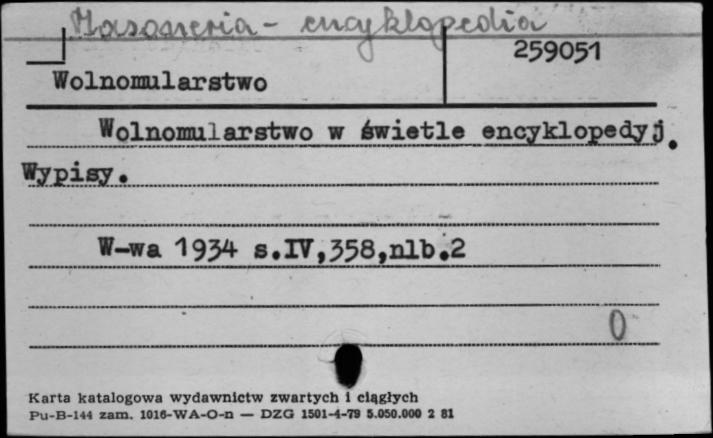 Masoneria - encyklopedia
259051
Wolnomularstwo
Wolnomularstwo w świetle encyklopedyj.
Wypisy.
W-wa 1934 s.IV,358,nlb.2
0
Karta katalogowa wydawnictw zwartych i ciągłych
Pu-B-144 zam. 1016-WA-O-n — DZG 1501-4-79 5.050.000 2 81